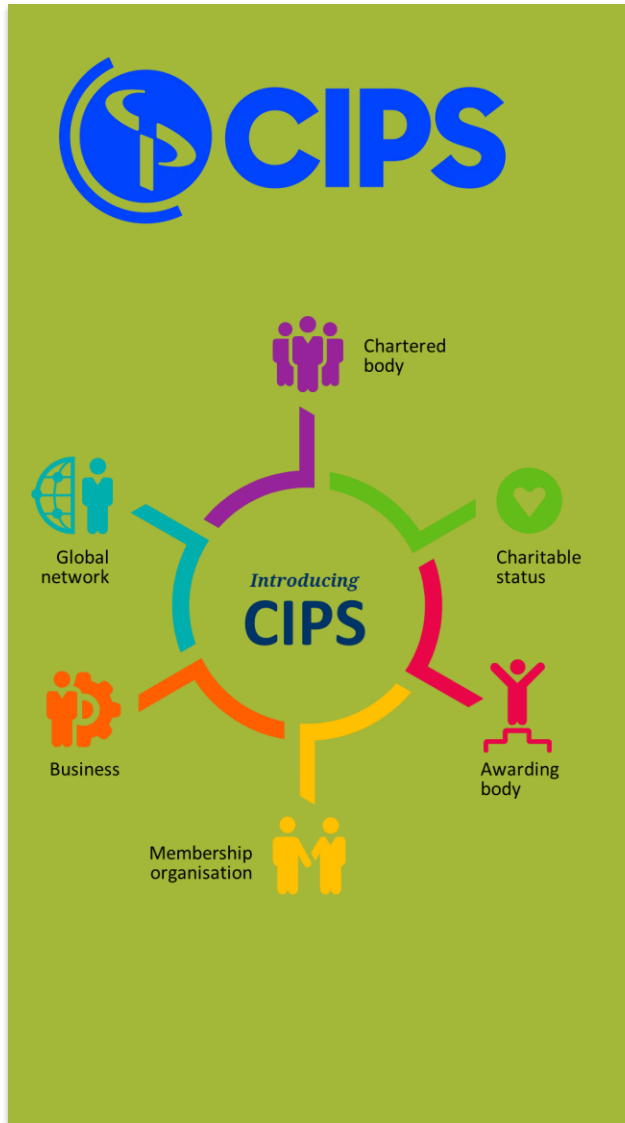 CIPS
Chartered
body
Global
network
Charitable
status
Introducing
CIPS
Business
Awarding
body
Membership
organisation